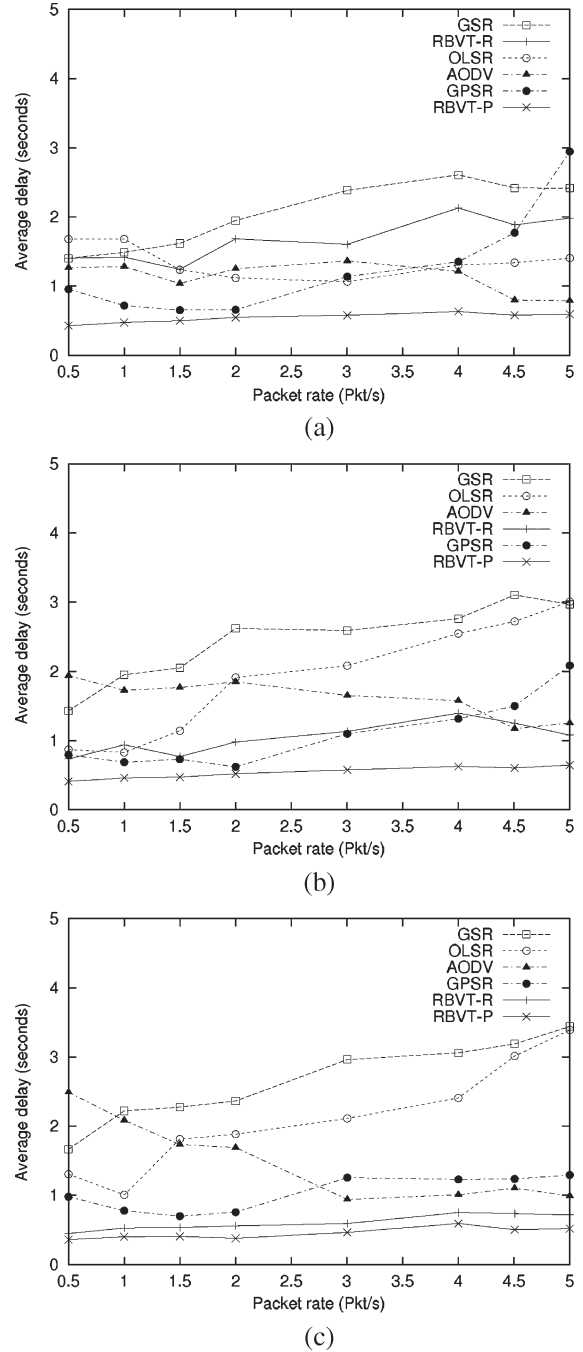 5
4
3
2
1
0
Average delay (seconds)
GSR
RBVT-R
OLSR
AODV
GPSR
RBVT-P
0.5 1 1.5 2 2.5 3 3.5 4 4.5 5
Packet rate (Pkt/s)
(a)
5
4
3
2
1
0
Average delay (seconds)
GSR
OLSR
AODV
RBVT-R
GPSR
RBVT-P
0.5 1 1.5 2 2.5 3 3.5 4 4.5 5
Packet rate (Pkt/s)
(b)
5
4
3
2
1
0
Average delay (seconds)
GSR
OLSR
AODV
GPSR
RBVT-R
RBVT-P
0.5 1 1.5 2 2.5 3 3.5 4 4.5 5
Packet rate (Pkt/s)
(c)